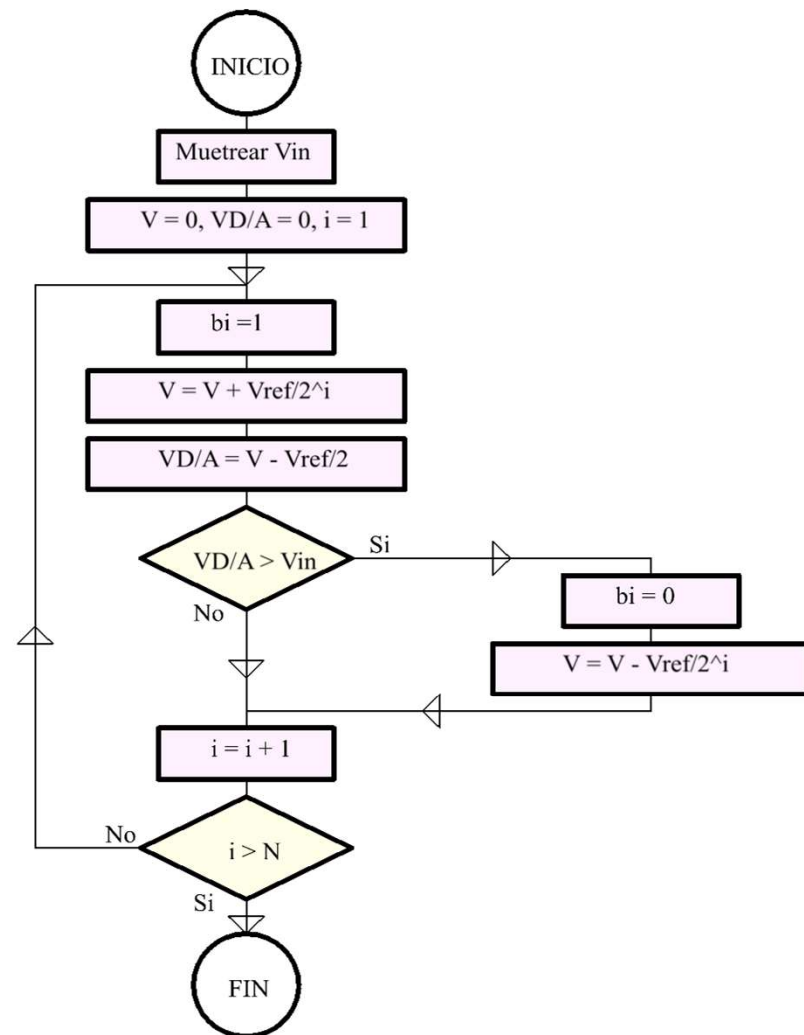 INICIO
Muetrear Vin
V = 0, VD/A = 0, i = 1
bi =1
V = V + Vref/2^i
VD/A = V - Vref/2
VD/A > Vin
Si
No
bi = 0
V = V - Vref/2^i
i = i + 1
i > N
No
Si
FIN